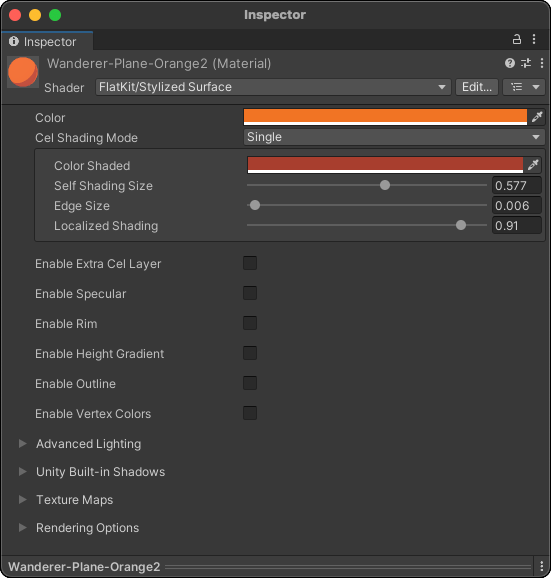 Inspector
Inspector
Wanderer-Plane-Orange2 (Material)
Shader FlatKit/Stylized Surface Edit...
Color
Cel Shading Mode Single
Color Shaded
Self Shading Size 0.577
Edge Size 0.006
Localized Shading 0.91
Enable Extra Cel Layer
Enable Specular
Enable Rim
Enable Height Gradient
Enable Outline
Enable Vertex Colors
Advanced Lighting
Unity Built-in Shadows
Texture Maps
Rendering Options
Wanderer-Plane-Orange2